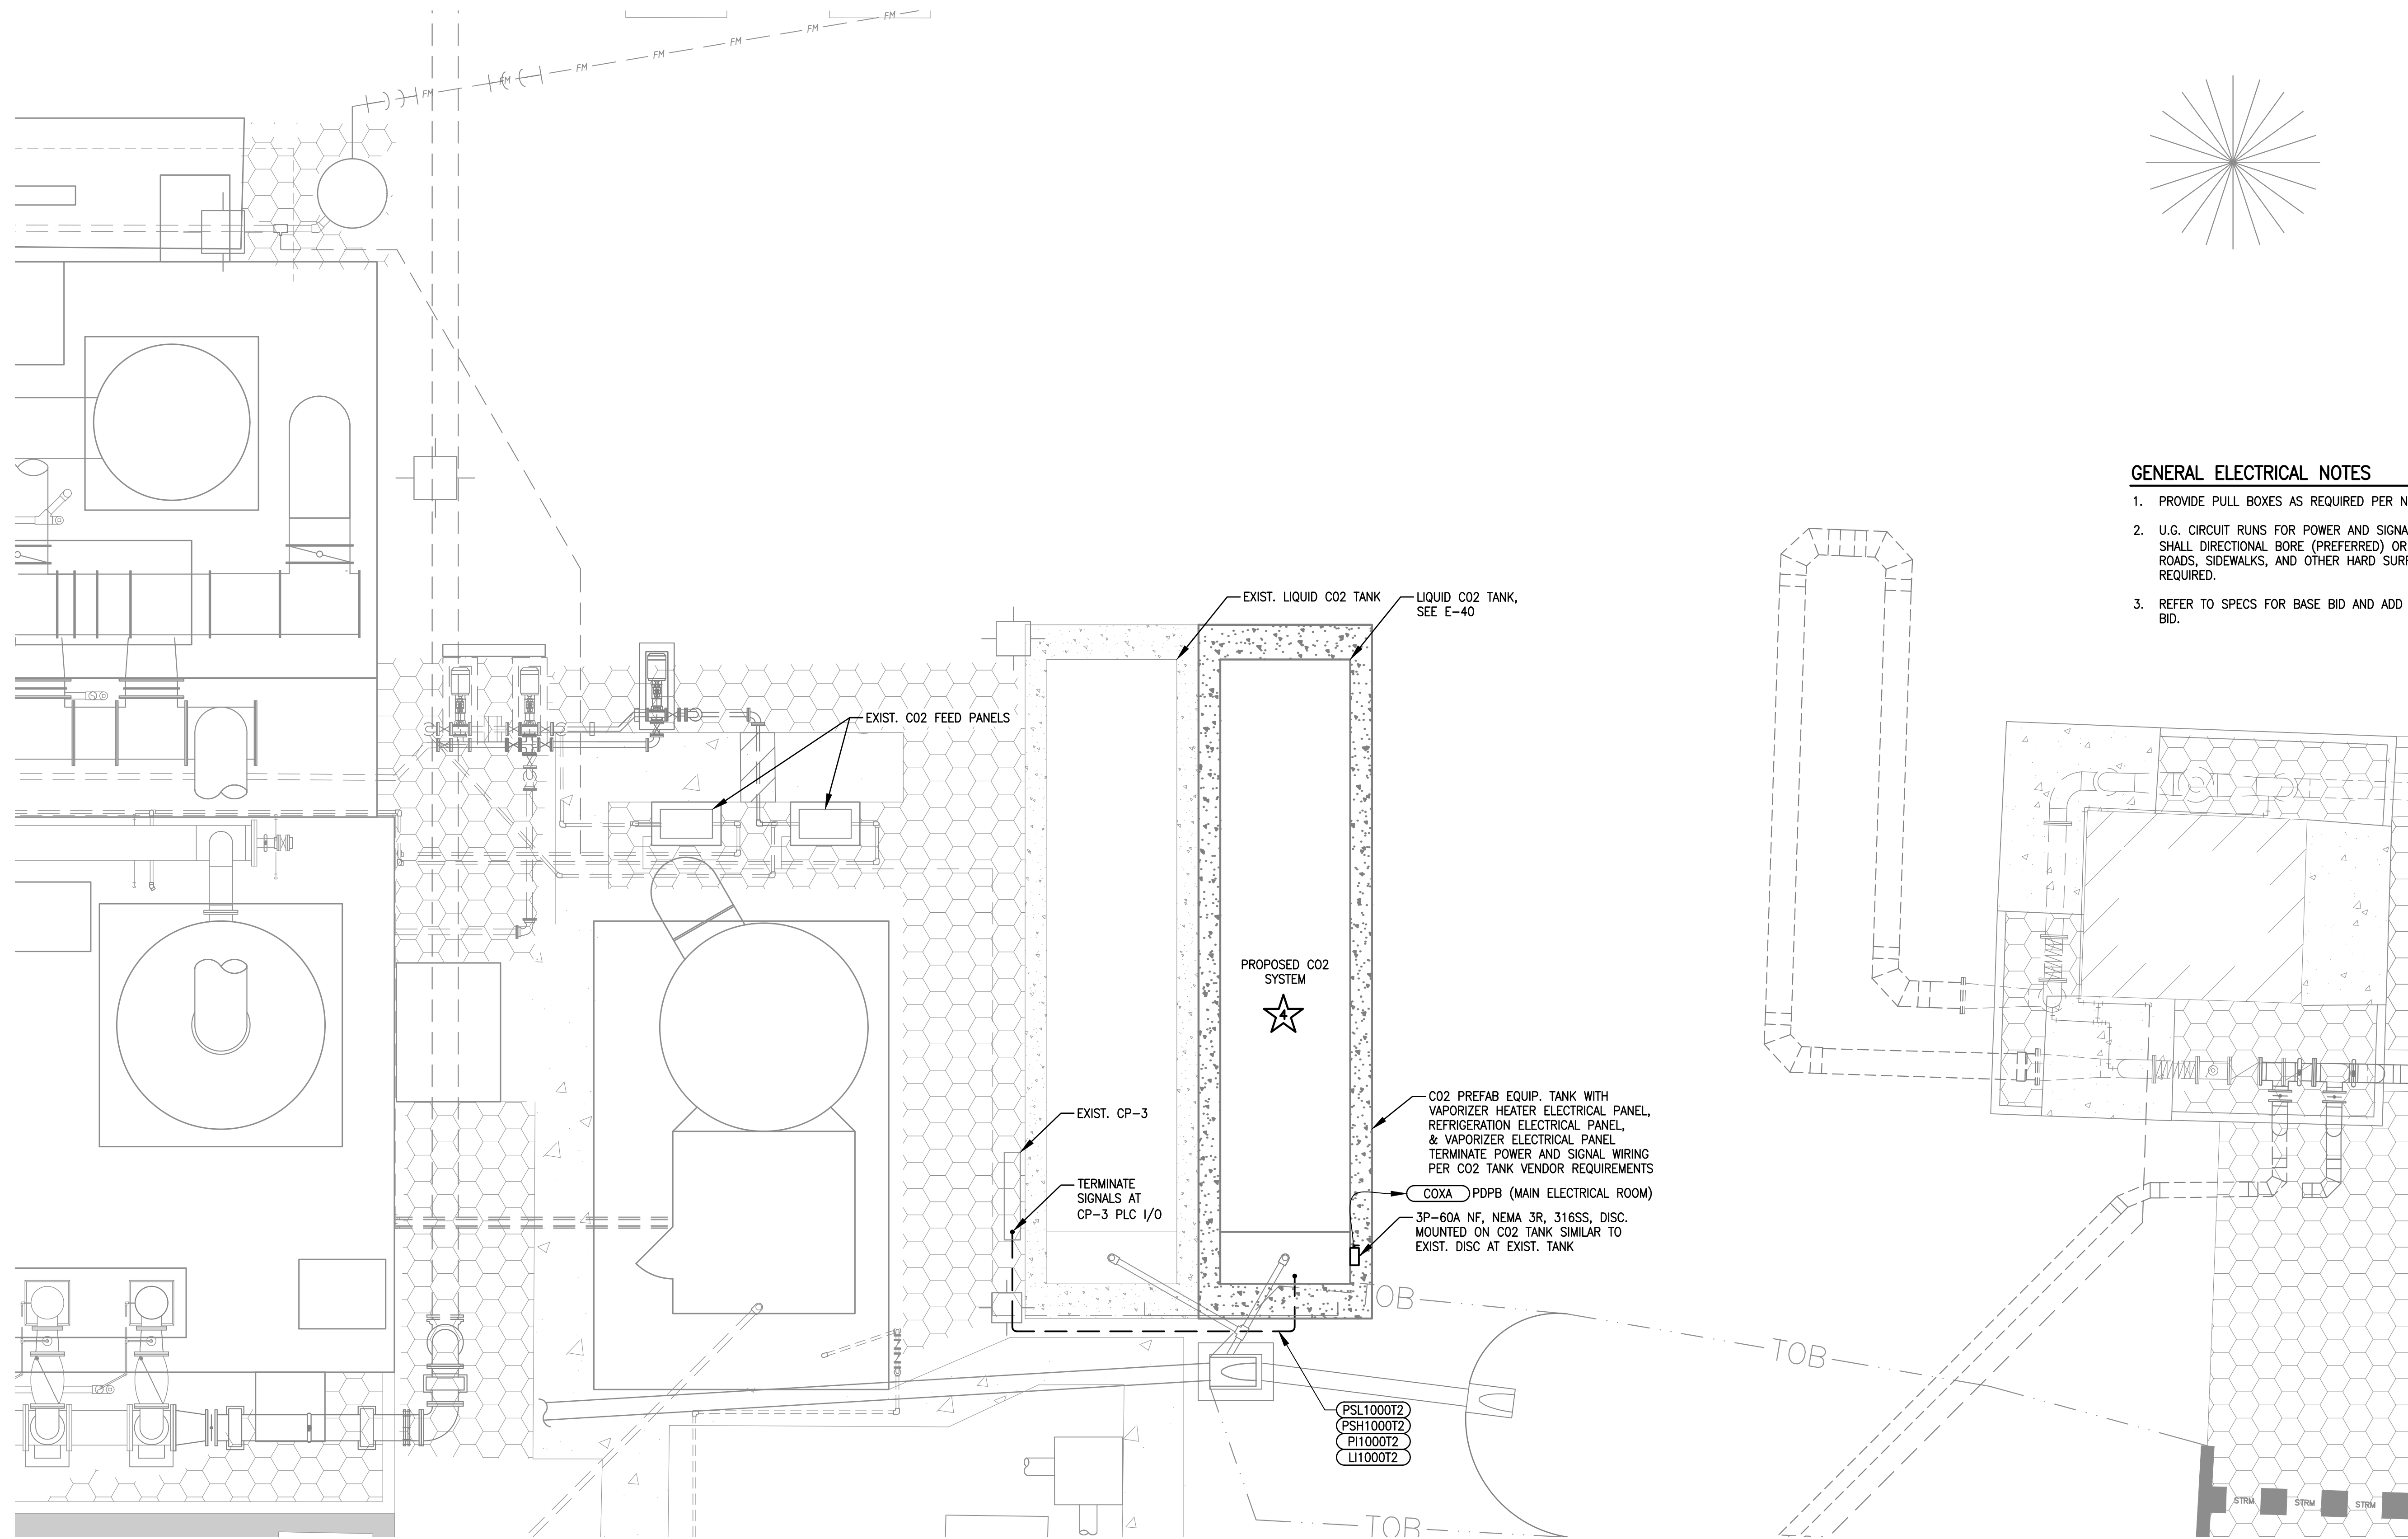 FM
FM
FM
FM
FM
FM
GENERAL ELECTRICAL NOTES
1. PROVIDE PULL BOXES AS REQUIRED PER N
2. U.G. CIRCUIT RUNS FOR POWER AND SIGNA
SHALL DIRECTIONAL BORE (PREFERRED) OR
ROADS, SIDEWALKS, AND OTHER HARD SURF
REQUIRED.
3. REFER TO SPECS FOR BASE BID AND ADD
BID.
EXIST. LIQUID CO2 TANK
LIQUID CO2 TANK,
SEE E-40
EXIST. CO2 FEED PANELS
PROPOSED CO2
SYSTEM
4
EXIST. CP-3
TERMINATE
SIGNALS AT
CP-3 PLC I/O
CO2 PREFAB EQUIP. TANK WITH
VAPORIZER HEATER ELECTRICAL PANEL,
REFRIGERATION ELECTRICAL PANEL,
& VAPORIZER ELECTRICAL PANEL
TERMINATE POWER AND SIGNAL WIRING
PER CO2 TANK VENDOR REQUIREMENTS
COXA PDPB (MAIN ELECTRICAL ROOM)
3P-60A NF, NEMA 3R, 316SS, DISC.
MOUNTED ON CO2 TANK SIMILAR TO
EXIST. DISC AT EXIST. TANK
TOB
TOB
PSL1000T2
PSH1000T2
PI1000T2
LI1000T2
STRM
STRM
STRM
TOB